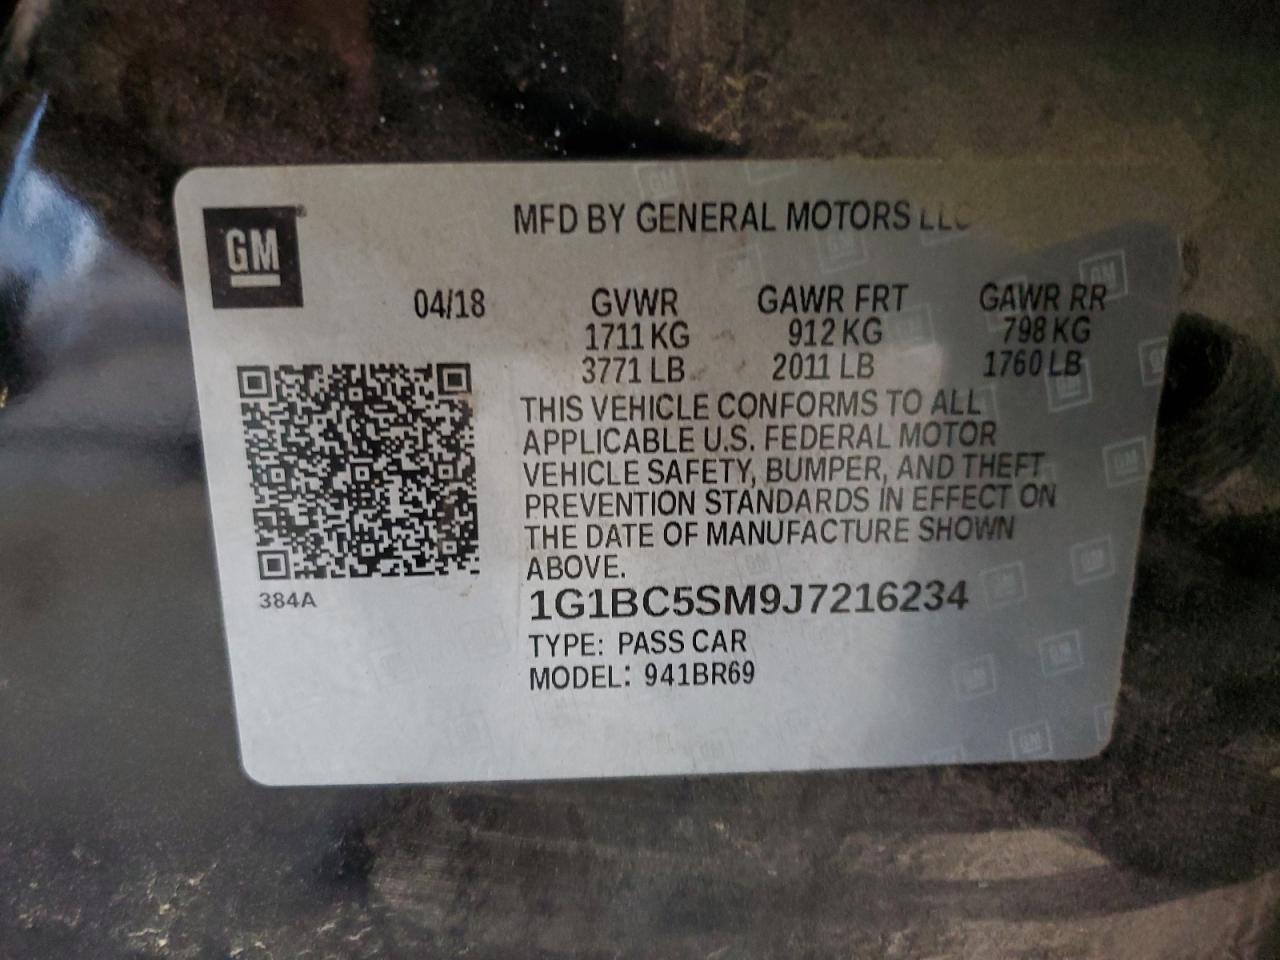 GM
MFD BY GENERAL MOTORS LLC
04/18 GVWR GAWR FRT GAWR RR
1711 KG 912 KG 798 KG
3771 LB 2011 LB 1760 LB
THIS VEHICLE CONFORMS TO ALL
APPLICABLE U.S. FEDERAL MOTOR
VEHICLE SAFETY, BUMPER, AND THEFT
PREVENTION STANDARDS IN EFFECT ON
THE DATE OF MANUFACTURE SHOWN
ABOVE.
384A
1G1BC5SM9J7216234
TYPE: PASS CAR
MODEL: 941BR69